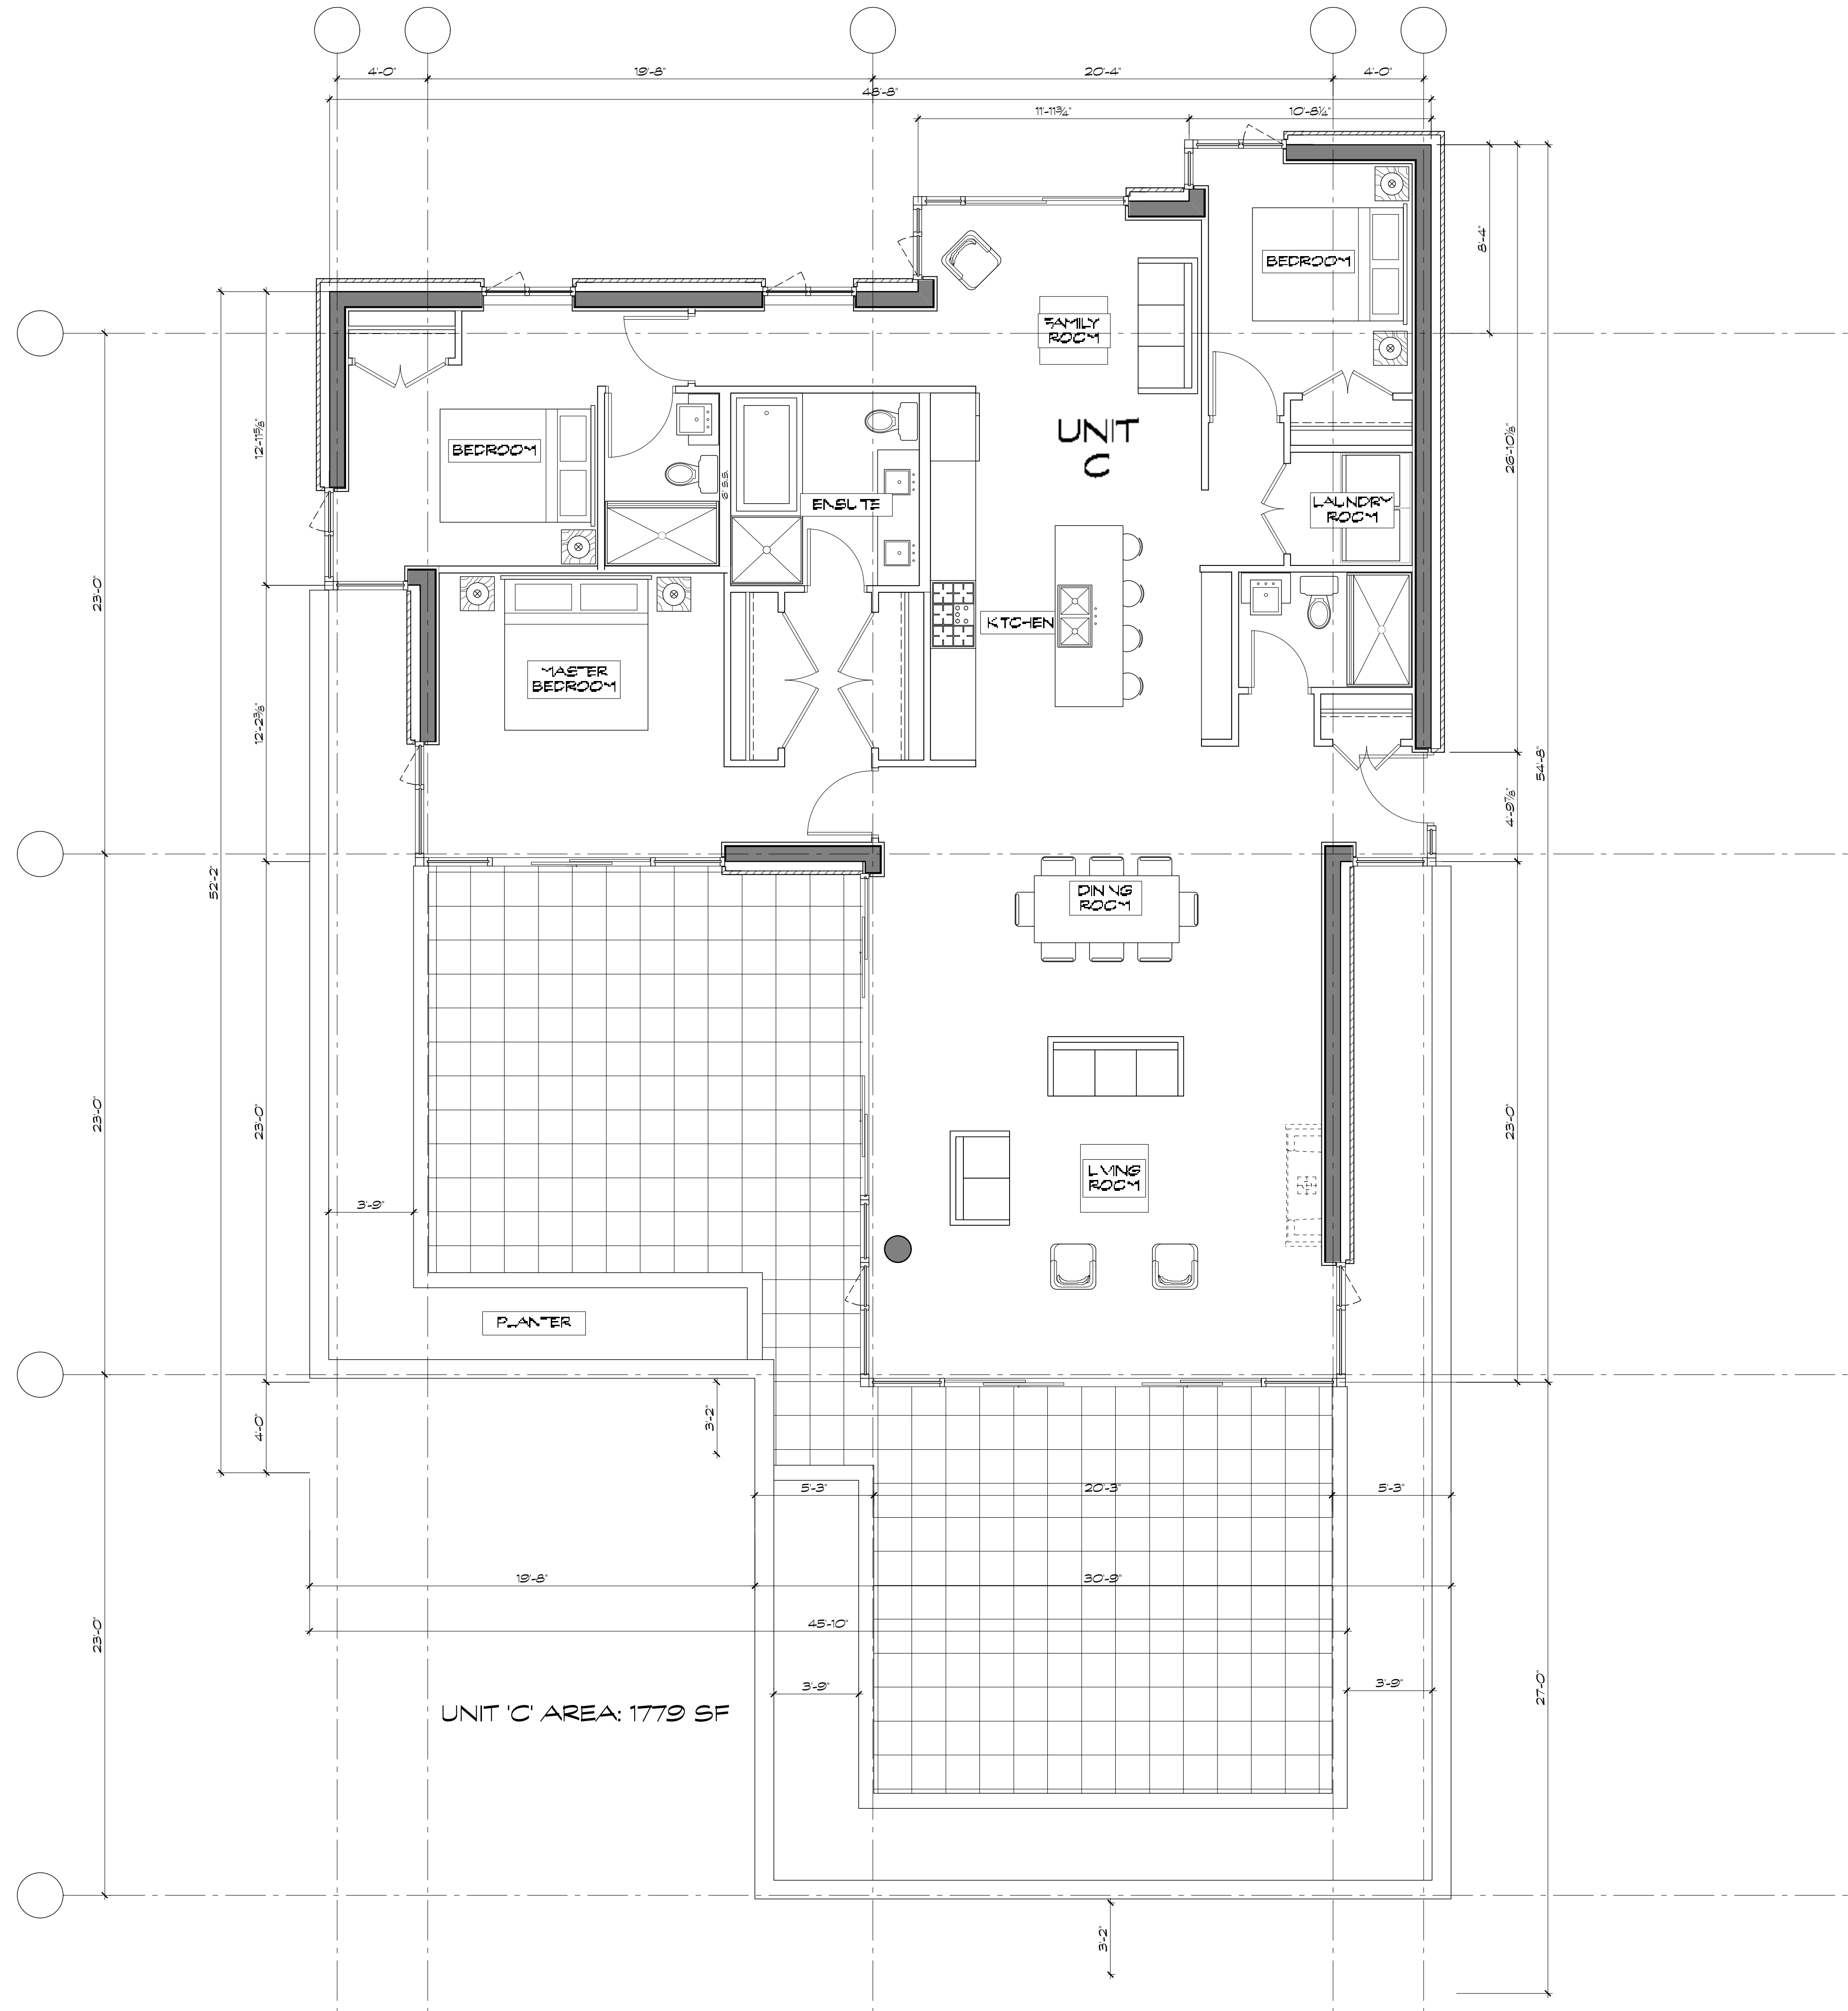 4'-0"
19'-8"
20'-4"
4'-0"
48'-8"
11'-11¾"
10'-8¼"
8'-4"
BEDROOM
FAMILY
ROOM
UNIT
C
12'-11⅝"
26'-10⅛"
BEDROOM
ENSUITE
LAUNDRY
ROOM
23'-0"
KITCHEN
MASTER
BEDROOM
12'-2⅜"
54'-8"
4'-9⅞"
52'-2"
DINING
ROOM
23'-0"
23'-0"
23'-0"
LIVING
ROOM
3'-9"
PLANTER
3'-2"
4'-0"
5'-3"
20'-3"
5'-3"
19'-8"
30'-9"
45'-10"
23'-0"
3'-9"
3'-9"
27'-0"
UNIT 'C' AREA: 1779 SF
3'-2"